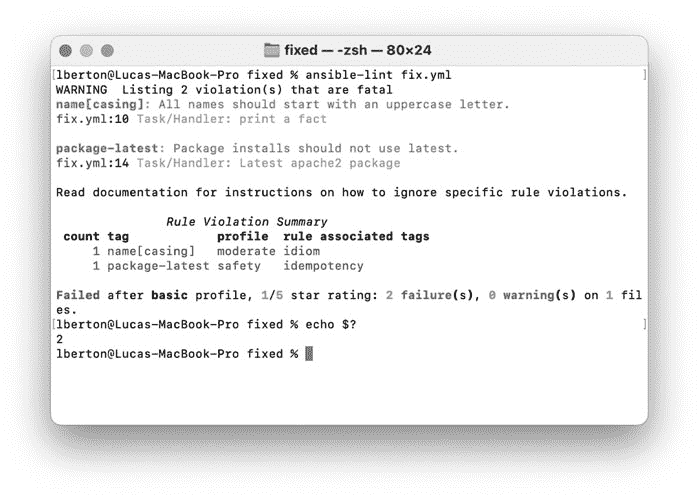 fixed — -zsh — 80×24
[lberton@Lucas-MacBook-Pro fixed % ansible-lint fix.yml ]
WARNING  Listing 2 violation(s) that are fatal
name[casing]: All names should start with an uppercase letter.
fix.yml:10 Task/Handler: print a fact
package-latest: Package installs should not use latest.
fix.yml:14 Task/Handler: Latest apache2 package
Read documentation for instructions on how to ignore specific rule violations.
Rule Violation Summary
count tag profile rule associated tags
1 name[casing] moderate idiom
1 package-latest safety idempotency
Failed after basic profile, 1/5 star rating: 2 failure(s), 0 warning(s) on 1 fil
es.
[lberton@Lucas-MacBook-Pro fixed % echo $? ]
2
lberton@Lucas-MacBook-Pro fixed %